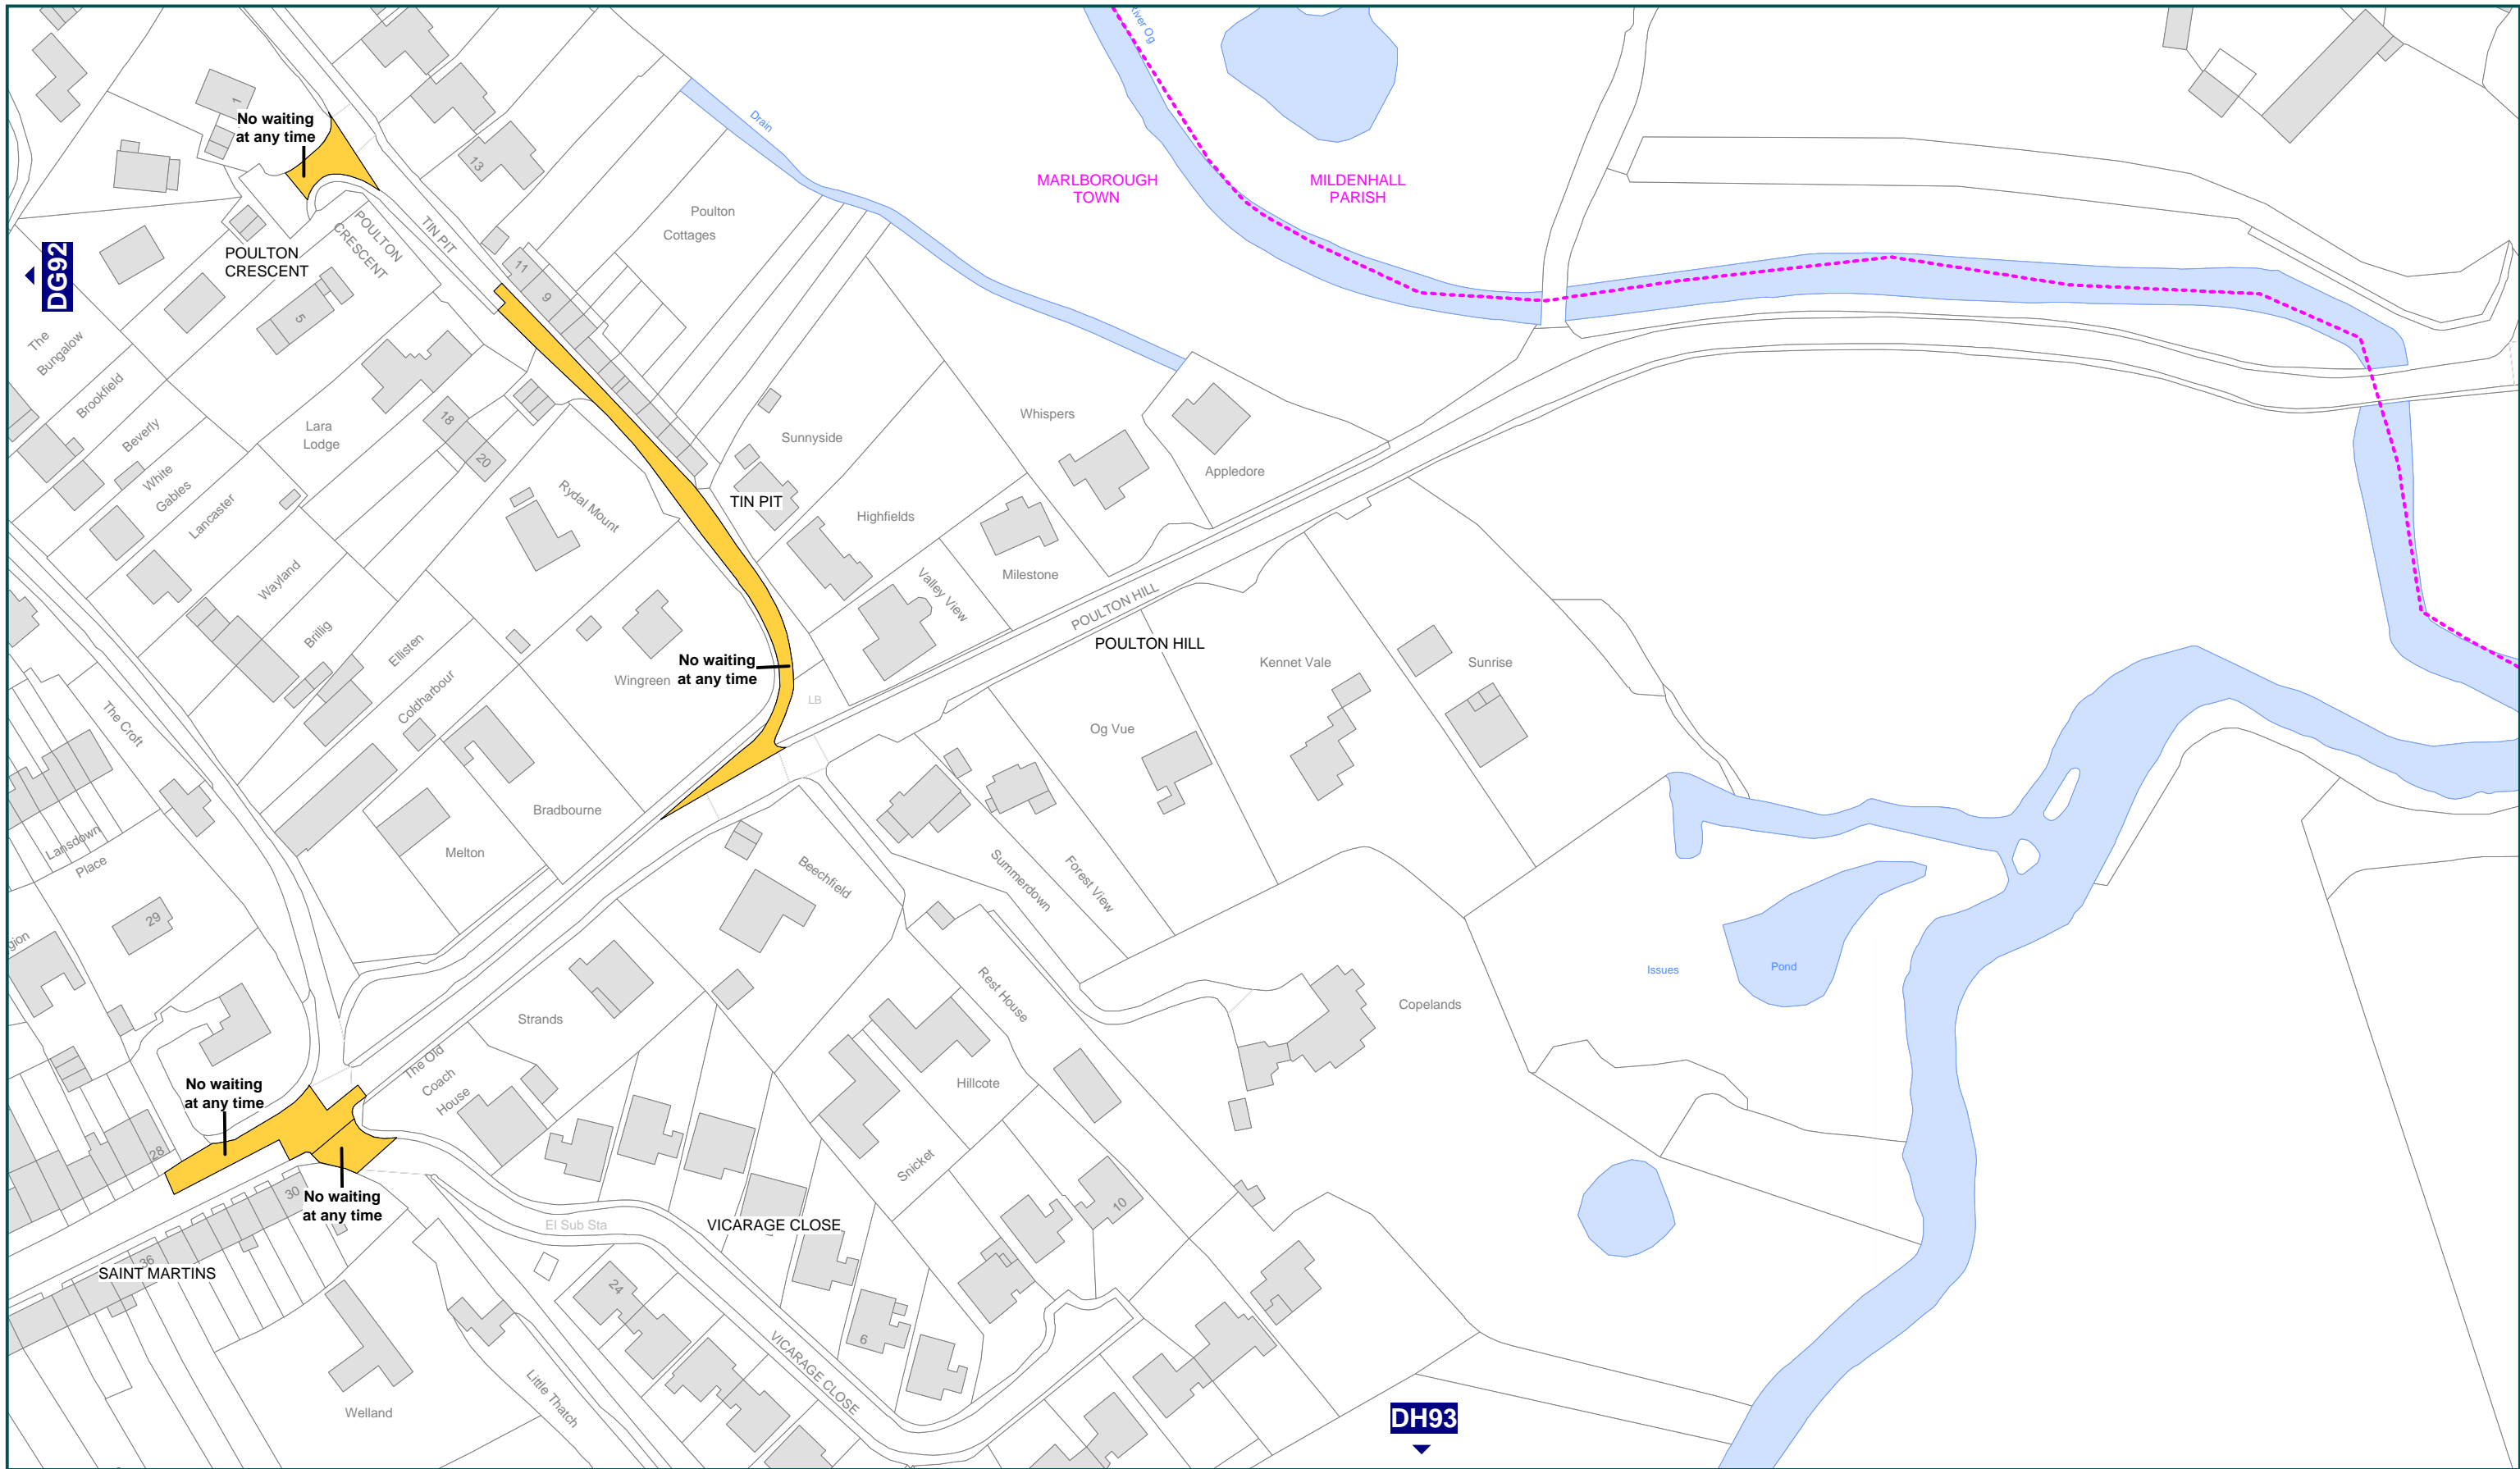 River Og
1
No waiting
at any time
Drain
13
MARLBOROUGH
TOWN
MILDENHALL
PARISH
Poulton
Cottages
TIN PIT
POULTON
CRESCENT
POULTON
CRESCENT
DG92
11
9
5
The
Bungalow
Brookfield
Beverly
White
Gables
Lancaster
Lara
Lodge
18
20
Whispers
Sunnyside
Appledore
Rydal Mount
TIN PIT
Highfields
Milestone
Valley View
Wayland
Brillig
Ellisten
Coldharbour
POULTON HILL
POULTON HILL
Wingreen
No waiting
at any time
LB
Kennet Vale
Sunrise
Og Vue
The Croft
Bradbourne
Melton
Lansdown
Place
Beechfield
Summerdown
Forest View
29
gion
Issues
Pond
Rest House
Copelands
Strands
The Old
Coach
House
Hillcote
No waiting
at any time
28
Snicket
30
No waiting
at any time
10
El Sub Sta
VICARAGE CLOSE
36
SAINT MARTINS
24
6
VICARAGE CLOSE
Little Thatch
Welland
DH93